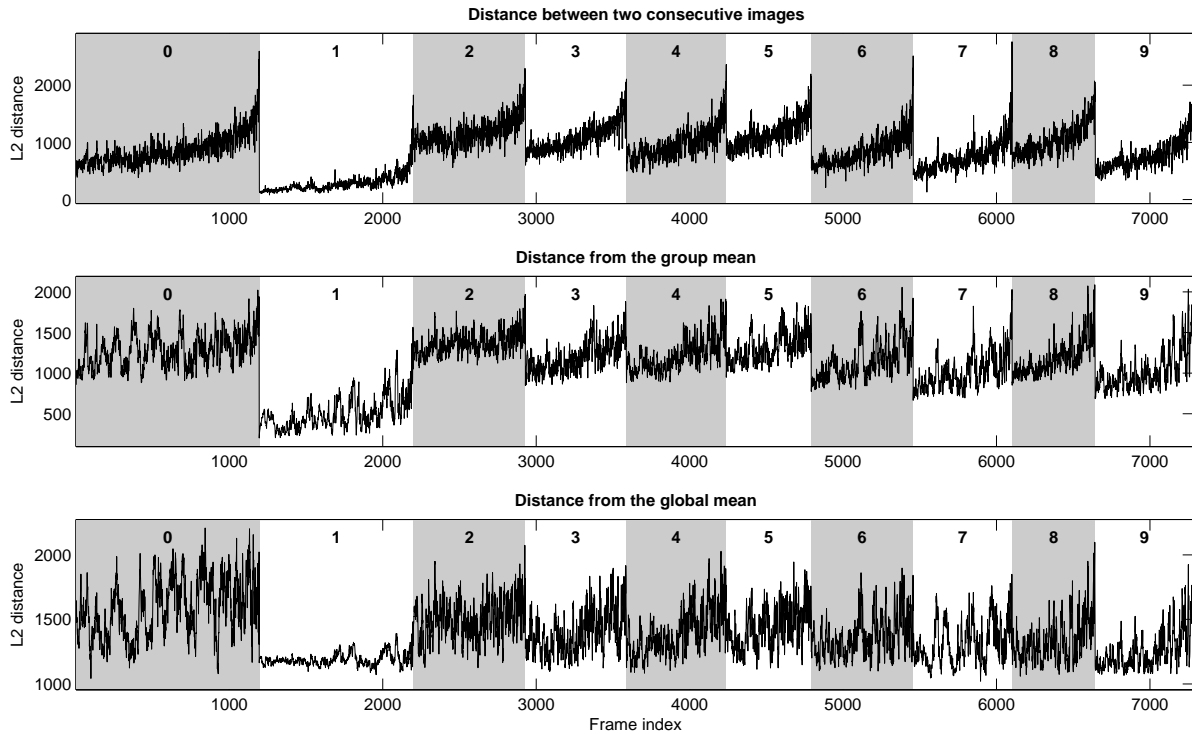 Distance between two consecutive images
0 1 2 3 4 5 6 7 8 9
2000
1000
0
L2 distance
1000 2000 3000 4000 5000 6000 7000
Distance from the group mean
0 1 2 3 4 5 6 7 8 9
2000
1500
1000
500
L2 distance
1000 2000 3000 4000 5000 6000 7000
Distance from the global mean
0 1 2 3 4 5 6 7 8 9
2000
1500
1000
L2 distance
1000 2000 3000 4000 5000 6000 7000
Frame index